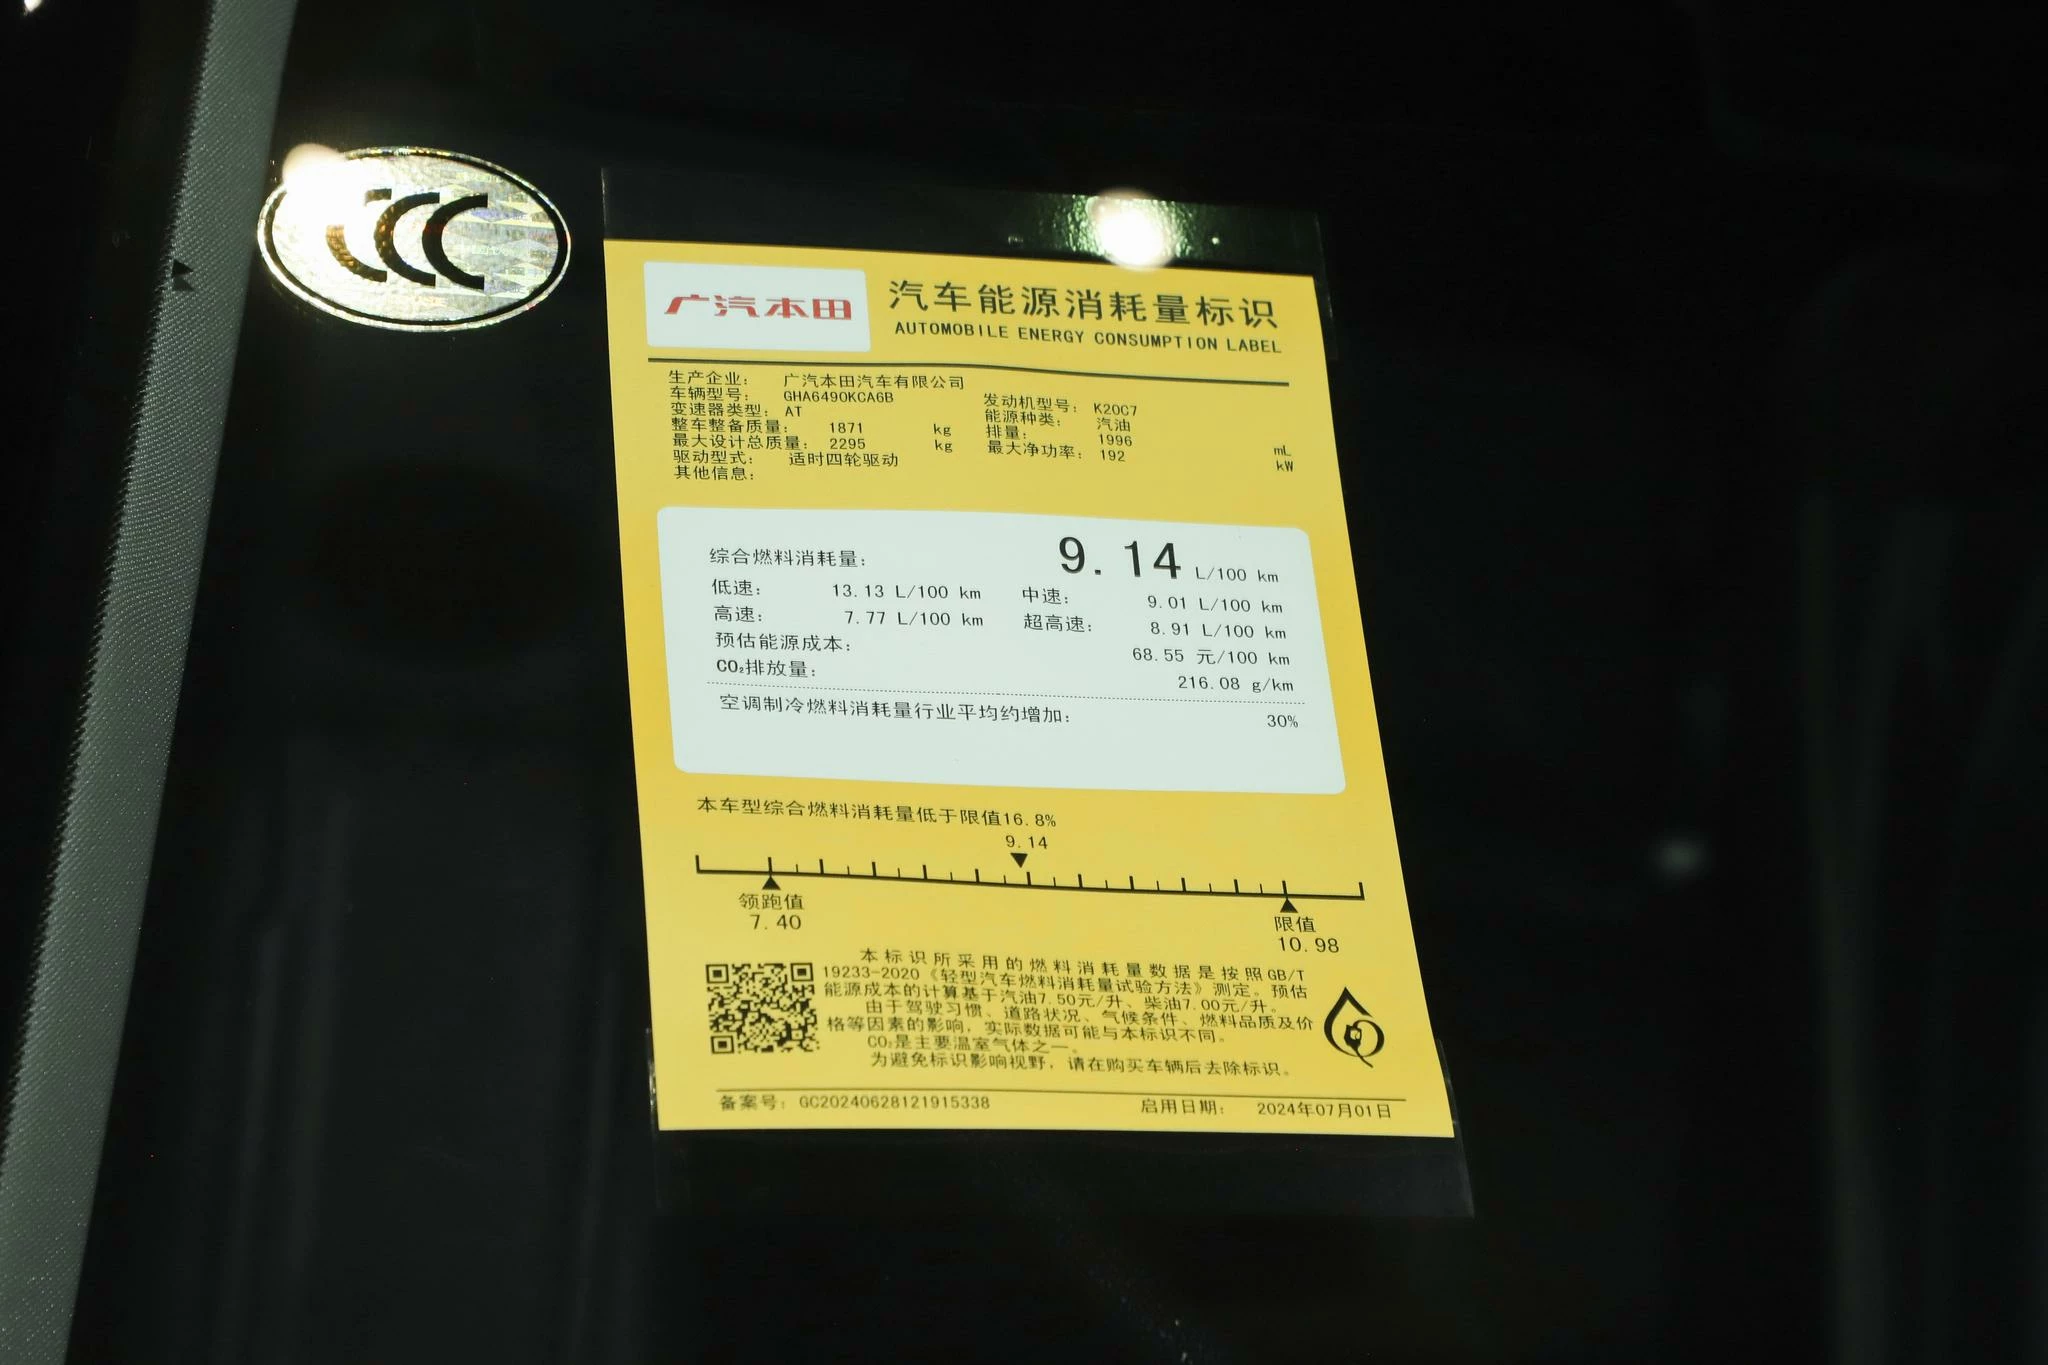 CCC
广汽本田
汽车能源消耗量标识
AUTOMOBILE ENERGY CONSUMPTION LABEL
生产企业: 广汽本田汽车有限公司
车辆型号: GHA6490KCA6B 发动机型号: K20C7
变速器类型: AT 能源种类: 汽油
整车整备质量: 1871 kg 排量: 1996 mL
最大设计总质量: 2295 kg 最大净功率: 192 kW
驱动型式: 适时四轮驱动
其他信息:
综合燃料消耗量: 9.14 L/100 km
低速: 13.13 L/100 km 中速: 9.01 L/100 km
高速: 7.77 L/100 km 超高速: 8.91 L/100 km
预估能源成本: 68.55 元/100 km
CO₂排放量: 216.08 g/km
空调制冷燃料消耗量行业平均约增加: 30%
本车型综合燃料消耗量低于限值16.8%
9.14
领跑值 限值
7.40 10.98
本标识所采用的燃料消耗量数据是按照GB/T
19233-2020《轻型汽车燃料消耗量试验方法》测定。预估
能源成本的计算基于汽油7.50元/升、柴油7.00元/升。
由于驾驶习惯、道路状况、气候条件、燃料品质及价
格等因素的影响，实际数据可能与本标识不同。
CO₂是主要温室气体之一。
为避免标识影响视野，请在购买车辆后去除标识。
备案号: GC20240628121915338 启用日期: 2024年07月01日